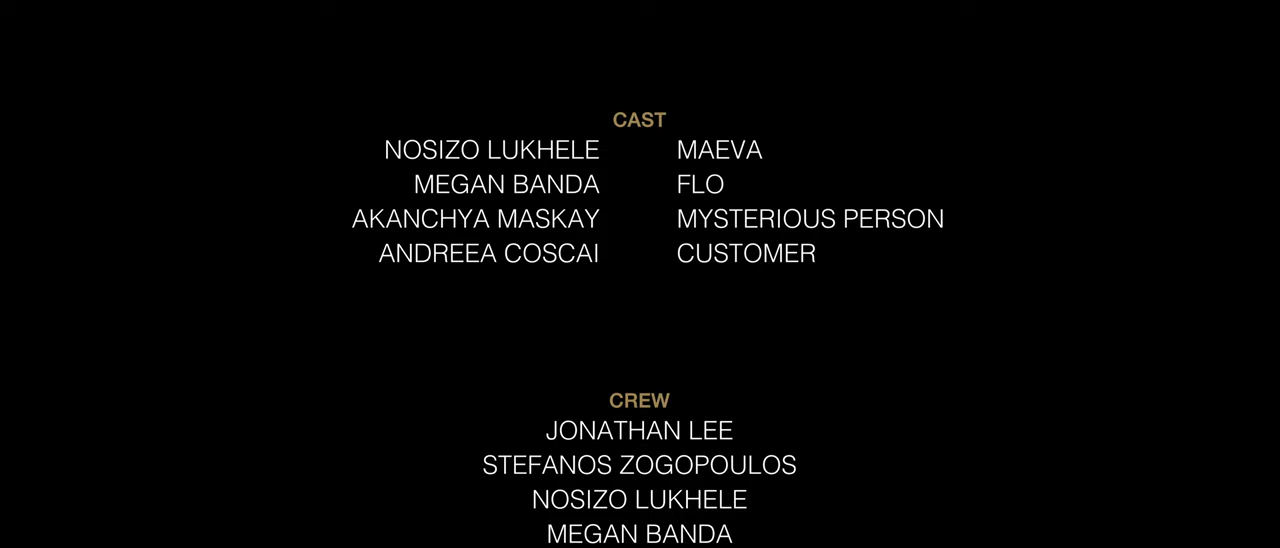 CAST
NOSIZO LUKHELE MAEVA
MEGAN BANDA FLO
AKANCHYA MASKAY MYSTERIOUS PERSON
ANDREEA COSCAI CUSTOMER
CREW
JONATHAN LEE
STEFANOS ZOGOPOULOS
NOSIZO LUKHELE
MEGAN BANDA